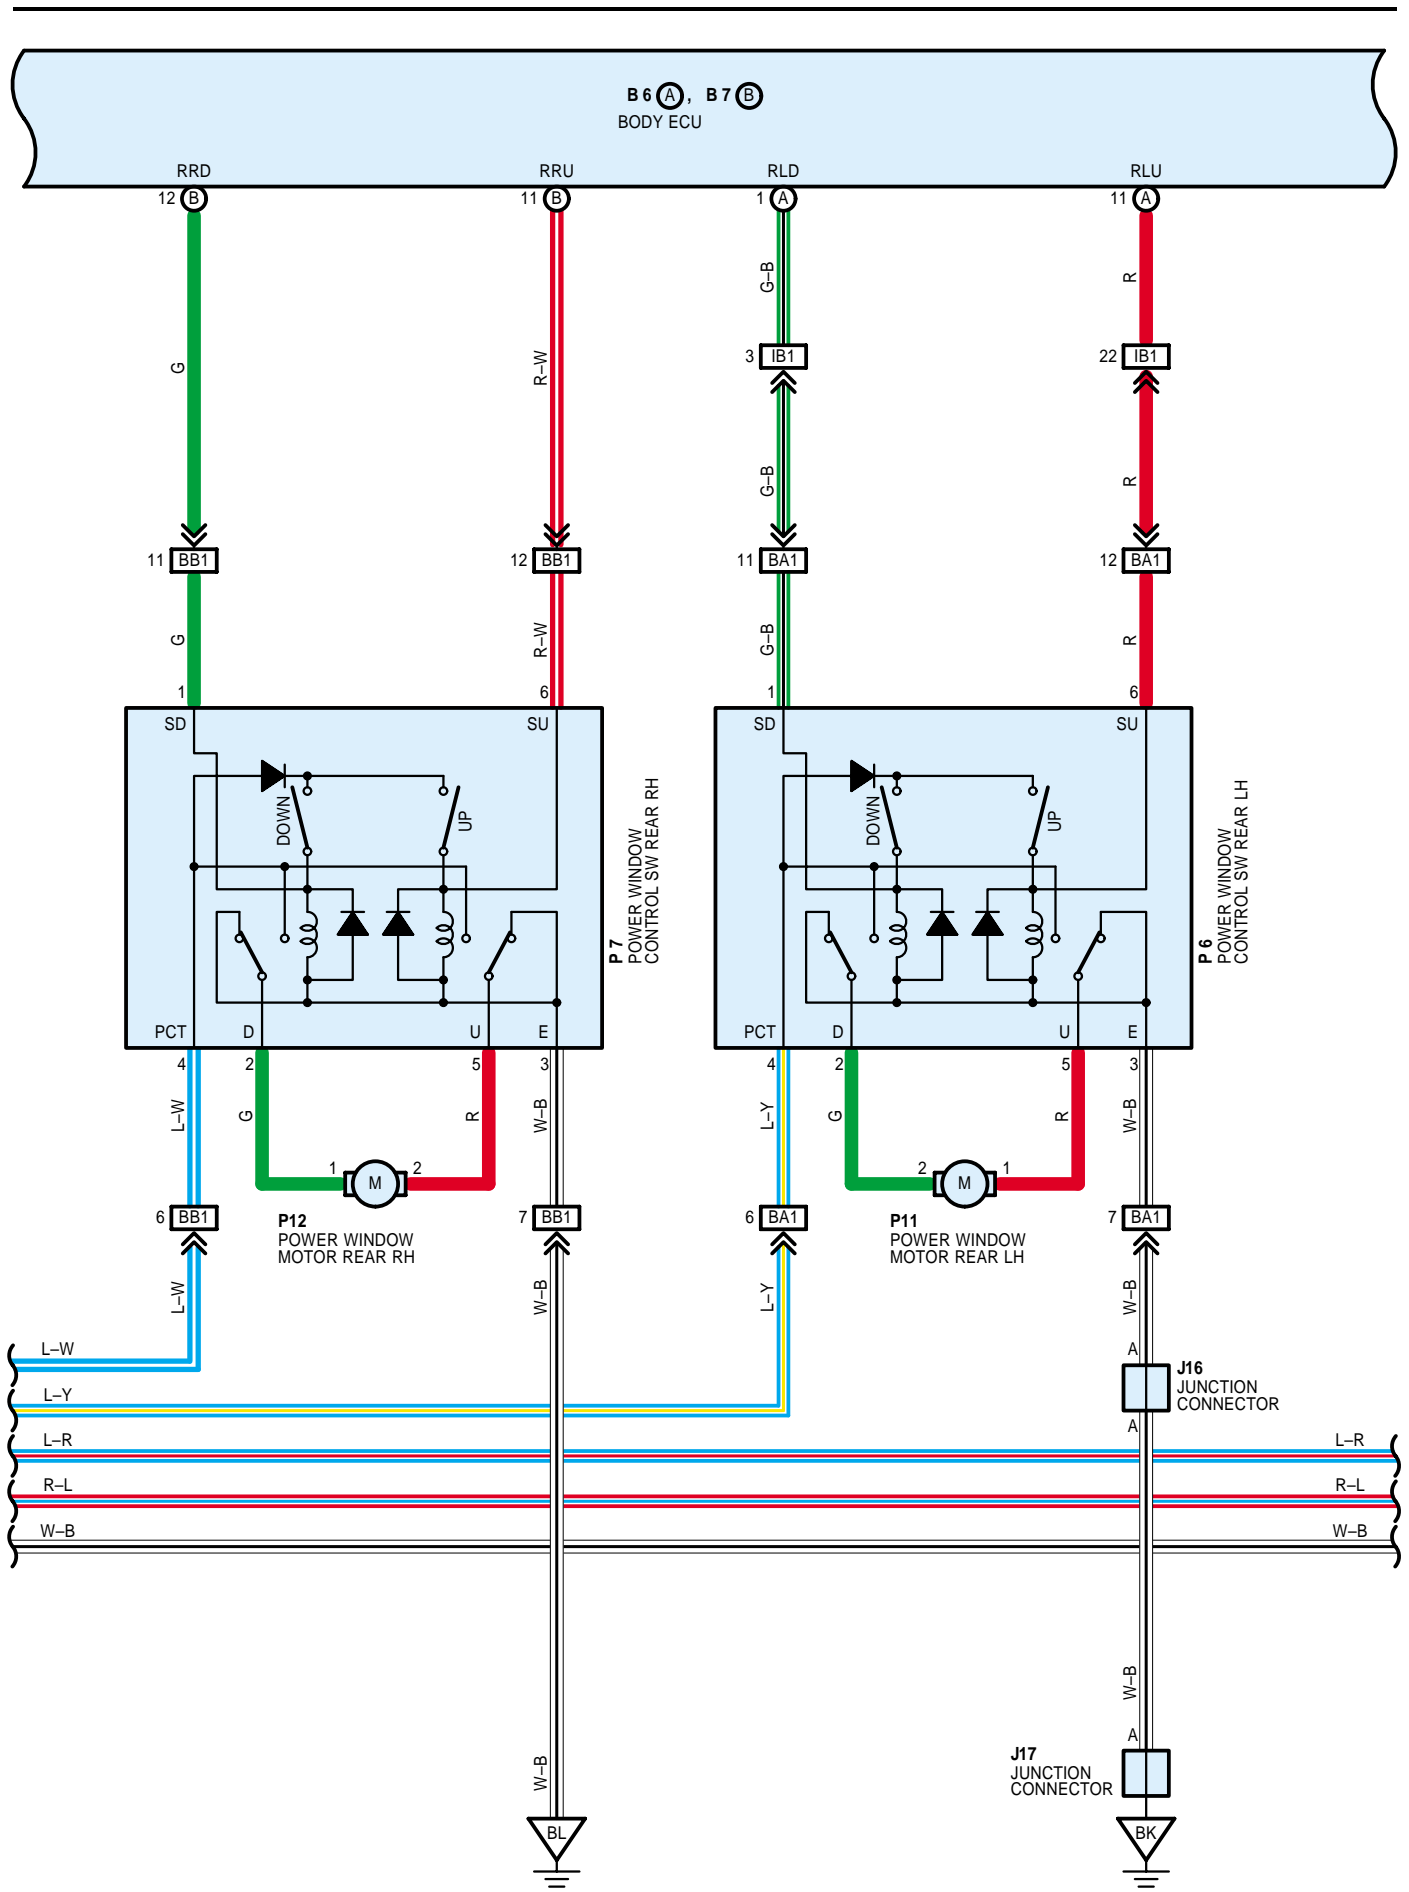 B 6 A , B 7 B
BODY ECU
RRD RRU RLD RLU
12 B 11 B 1 A 11 A
G–B R
3 IB1 22 IB1
G R–W
G–B R
11 BB1 12 BB1 11 BA1 12 BA1
G R–W G–B R
1 6 1 6
SD SU SD SU
DOWN UP DOWN UP
P 7
POWER WINDOW
CONTROL SW REAR RH
P 6
POWER WINDOW
CONTROL SW REAR LH
PCT D U E PCT D U E
4 2 5 3 4 2 5 3
L–W G R W–B L–Y G R W–B
1 M 2 2 M 1
6 BB1 7 BB1 6 BA1 7 BA1
P12
POWER WINDOW
MOTOR REAR RH
P11
POWER WINDOW
MOTOR REAR LH
L–W W–B L–Y W–B
L–W
A
J16
JUNCTION
CONNECTOR
L–Y
A
L–R L–R
R–L R–L
W–B W–B
W–B
A
J17
JUNCTION
CONNECTOR
W–B
BL BK